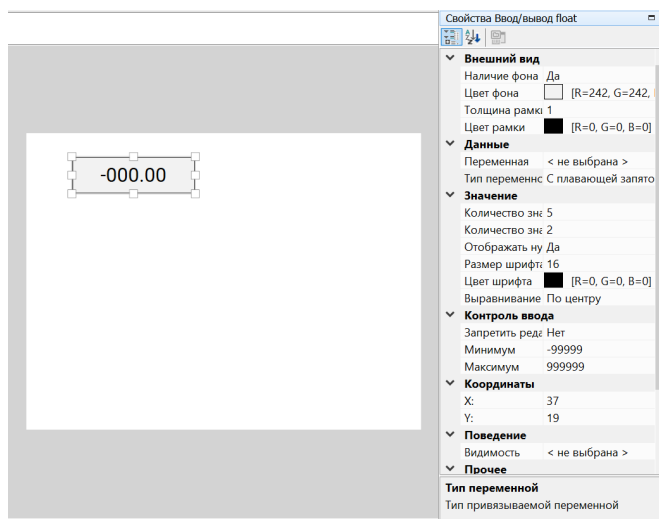 Свойства Ввод/вывод float
Внешний вид
Наличие фона Да
Цвет фона [R=242, G=242,
Толщина рамки 1
Цвет рамки [R=0, G=0, B=0]
Данные
Переменная < не выбрана >
Тип переменнс С плавающей запято
Значение
Количество зна 5
Количество зна 2
Отображать ну Да
Размер шрифта 16
Цвет шрифта [R=0, G=0, B=0]
Выравнивание По центру
Контроль ввода
Запретить реда Нет
Минимум -99999
Максимум 999999
Координаты
X: 37
Y: 19
Поведение
Видимость < не выбрана >
Прочее
Тип переменной
Тип привязываемой переменной
-000.00